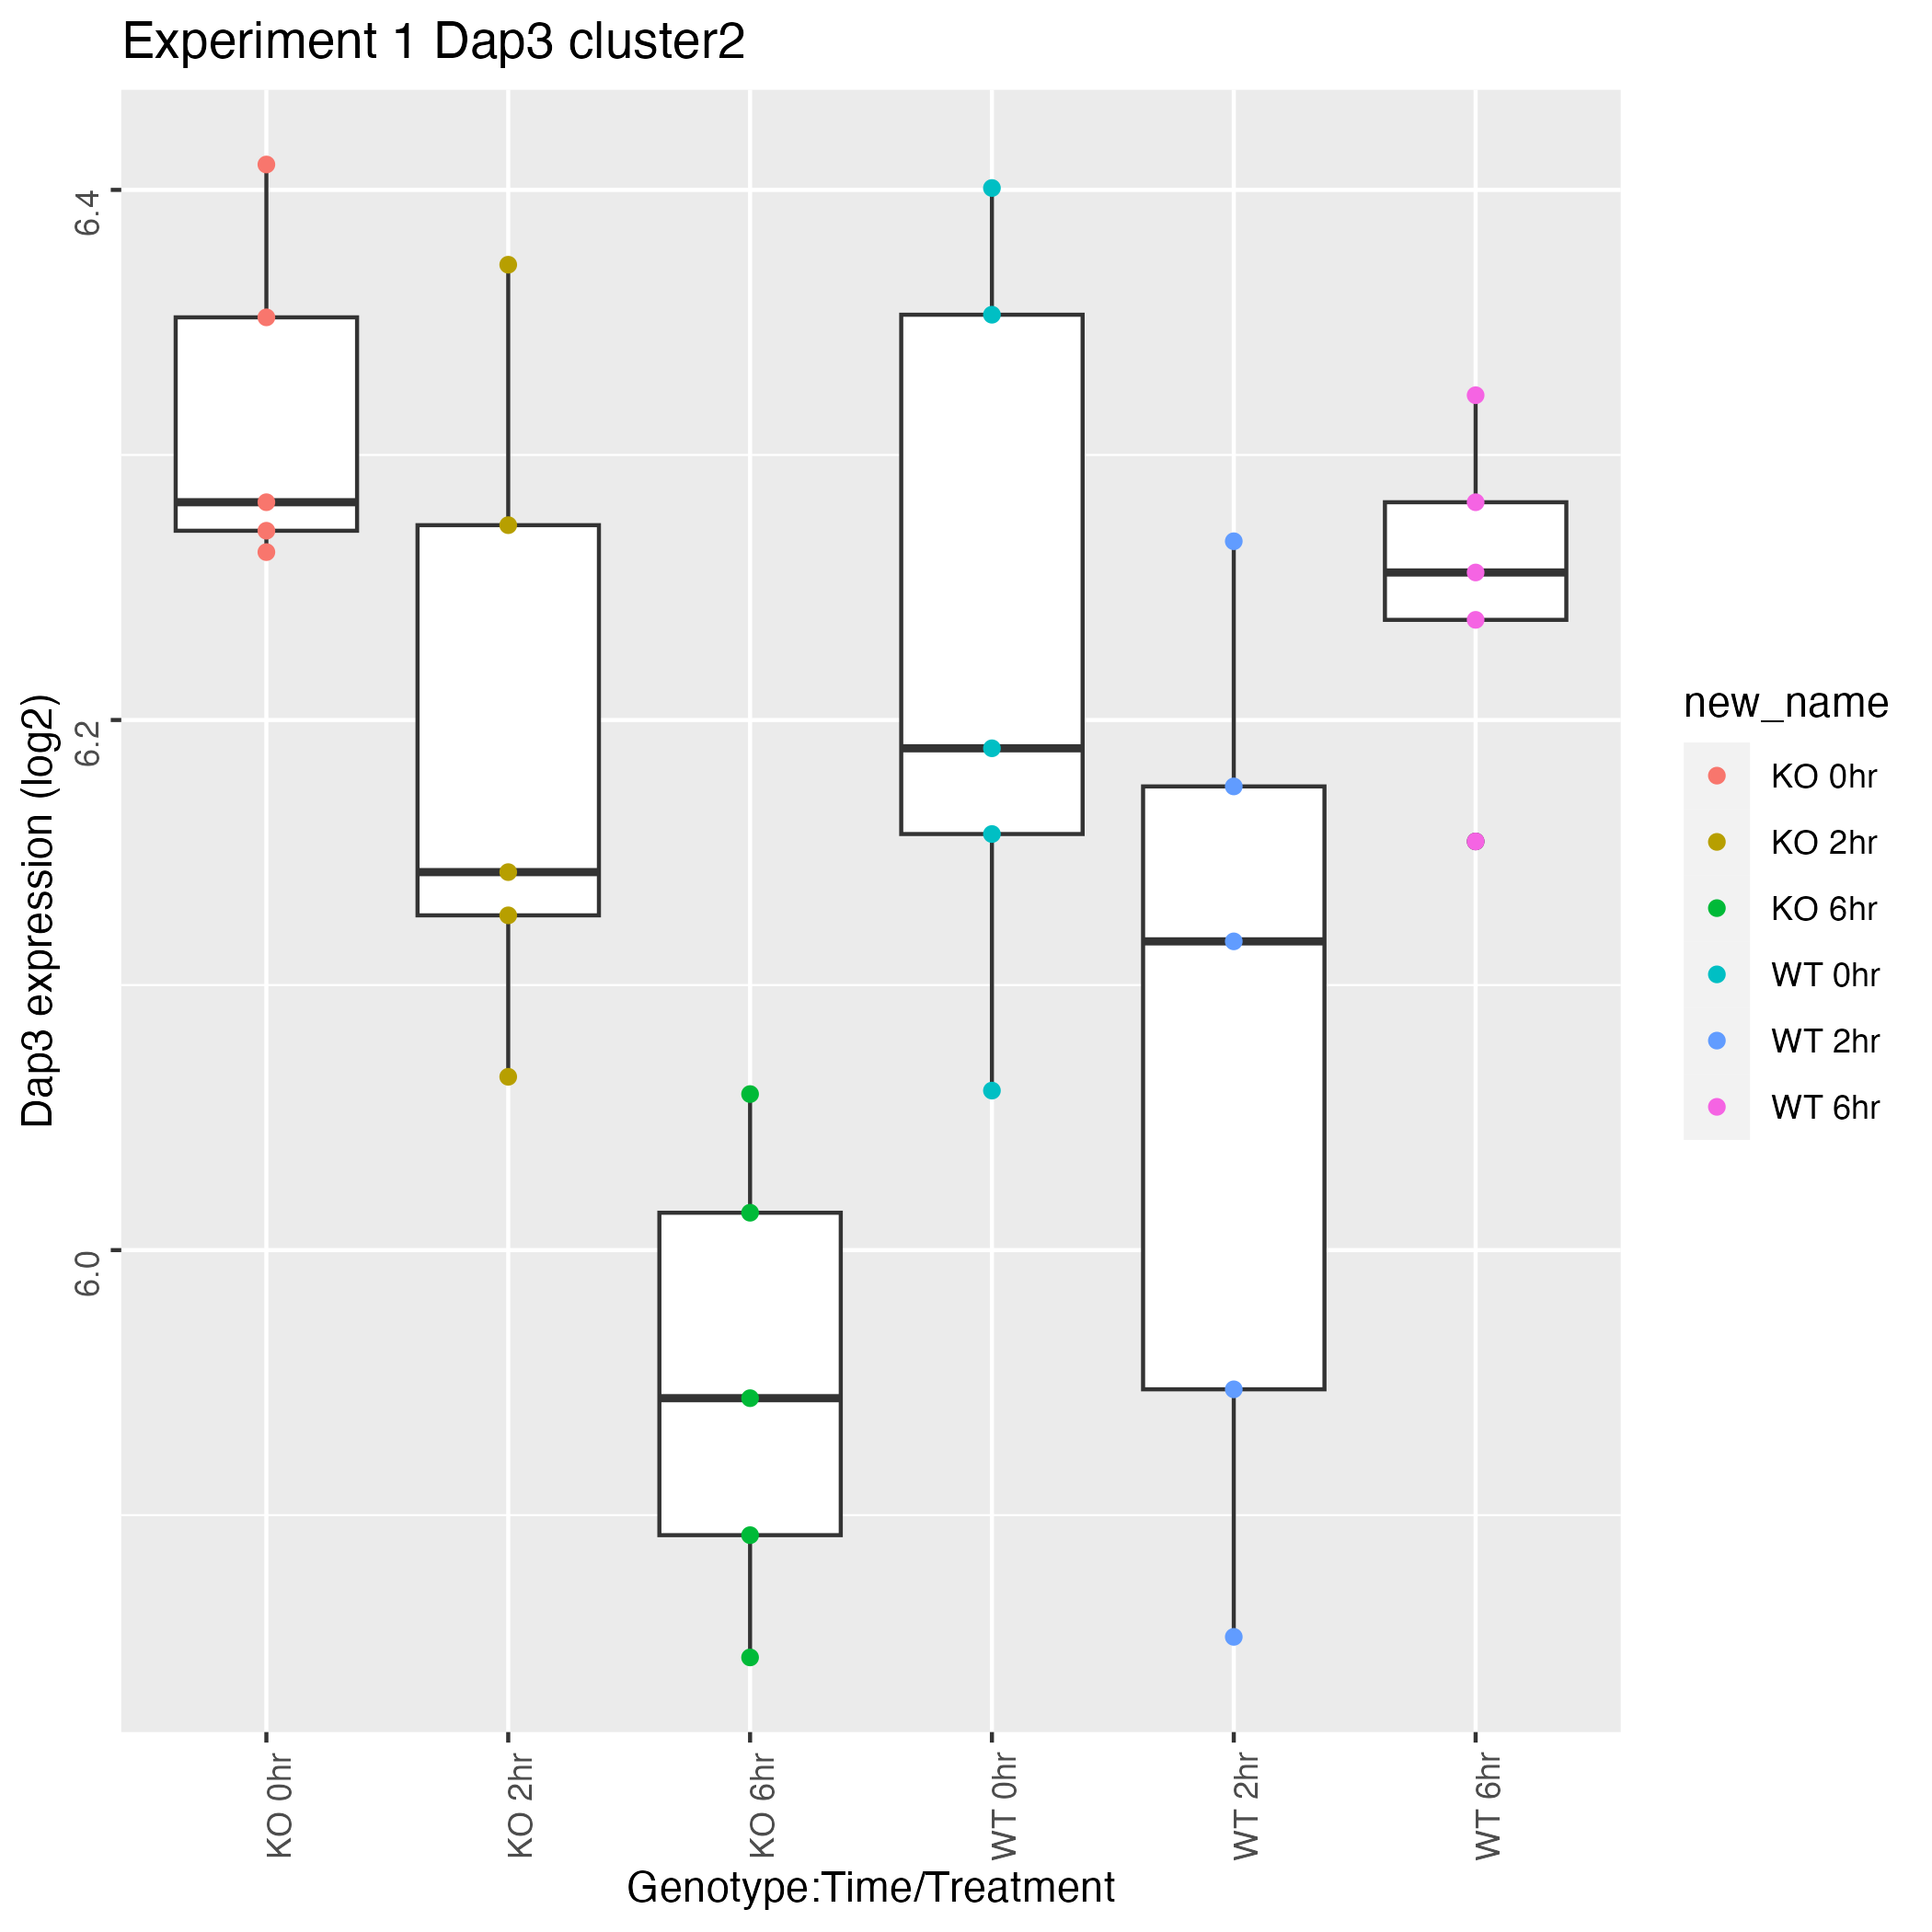 Experiment 1 Dap3 cluster2
Dap3 expression (log2)
6.4
6.2
6.0
KO 0hr
KO 2hr
KO 6hr
WT 0hr
WT 2hr
WT 6hr
Genotype:Time/Treatment
new_name
KO 0hr
KO 2hr
KO 6hr
WT 0hr
WT 2hr
WT 6hr